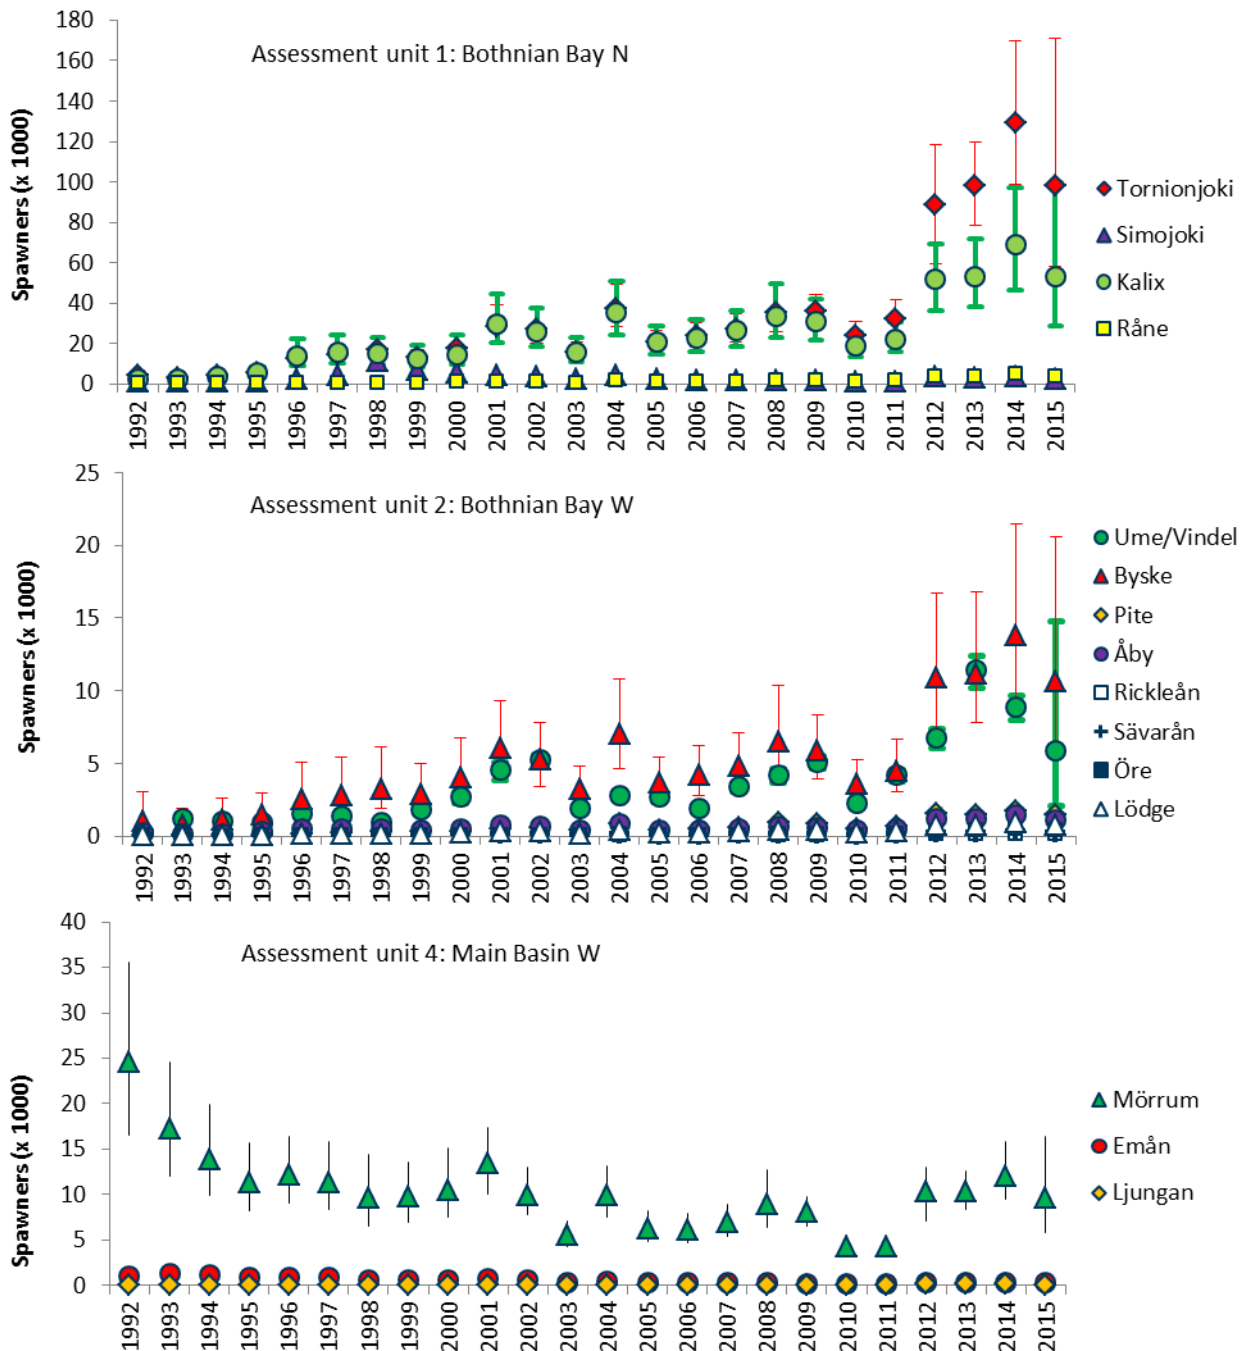 180
160
140
120
100
80
60
40
20
0
Spawners (x 1000)
Assessment unit 1: Bothnian Bay N
Tornionjoki
Simojoki
Kalix
Råne
1992 1993 1994 1995 1996 1997 1998 1999 2000 2001 2002 2003 2004 2005 2006 2007 2008 2009 2010 2011 2012 2013 2014 2015
25
20
15
10
5
0
Spawners (x 1000)
Assessment unit 2: Bothnian Bay W
Ume/Vindel
Byske
Pite
Åby
Rickleån
Sävarån
Öre
Lödge
1992 1993 1994 1995 1996 1997 1998 1999 2000 2001 2002 2003 2004 2005 2006 2007 2008 2009 2010 2011 2012 2013 2014 2015
40
35
30
25
20
15
10
5
0
Spawners (x 1000)
Assessment unit 4: Main Basin W
Mörrum
Emån
Ljungan
1992 1993 1994 1995 1996 1997 1998 1999 2000 2001 2002 2003 2004 2005 2006 2007 2008 2009 2010 2011 2012 2013 2014 2015